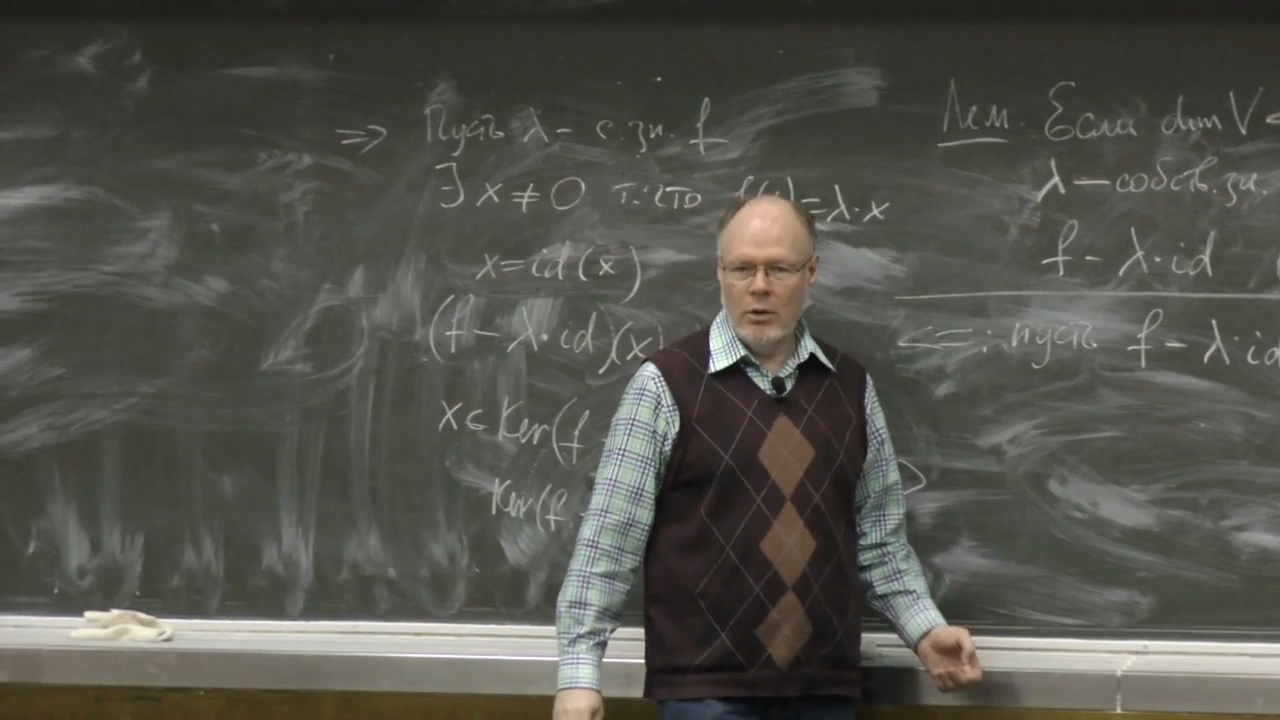 => Пусть λ - с.зн. f
∃ x ≠ 0 т.что =λ·x
x=id(x)
(f - λ·id)(x)
x∈Ker(f -
Ker(f -
Лем. Если dim V <
λ - собств. зн.
f - λ·id
<=: пусть f - λ·id